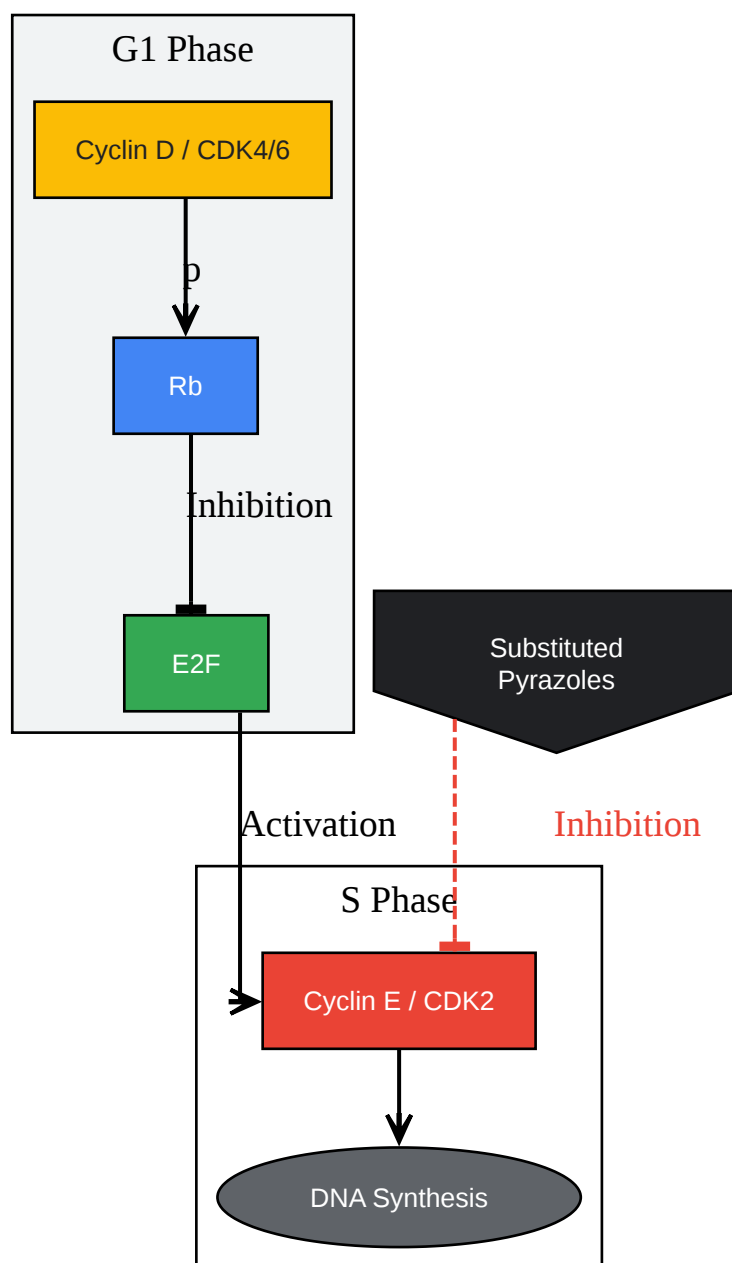 G1 Phase
Cyclin D / CDK4/6
p
Rb
Inhibition
E2F
Substituted
Pyrazoles
Activation
Inhibition
S Phase
Cyclin E / CDK2
DNA Synthesis